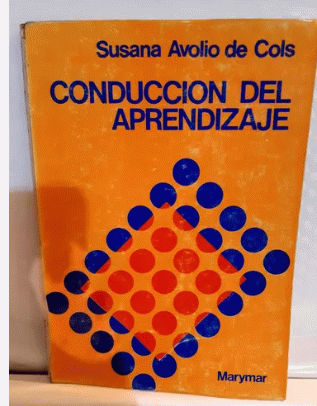 Susana Avolio de Cols
CONDUCCION DEL
APRENDIZAJE
Marymar